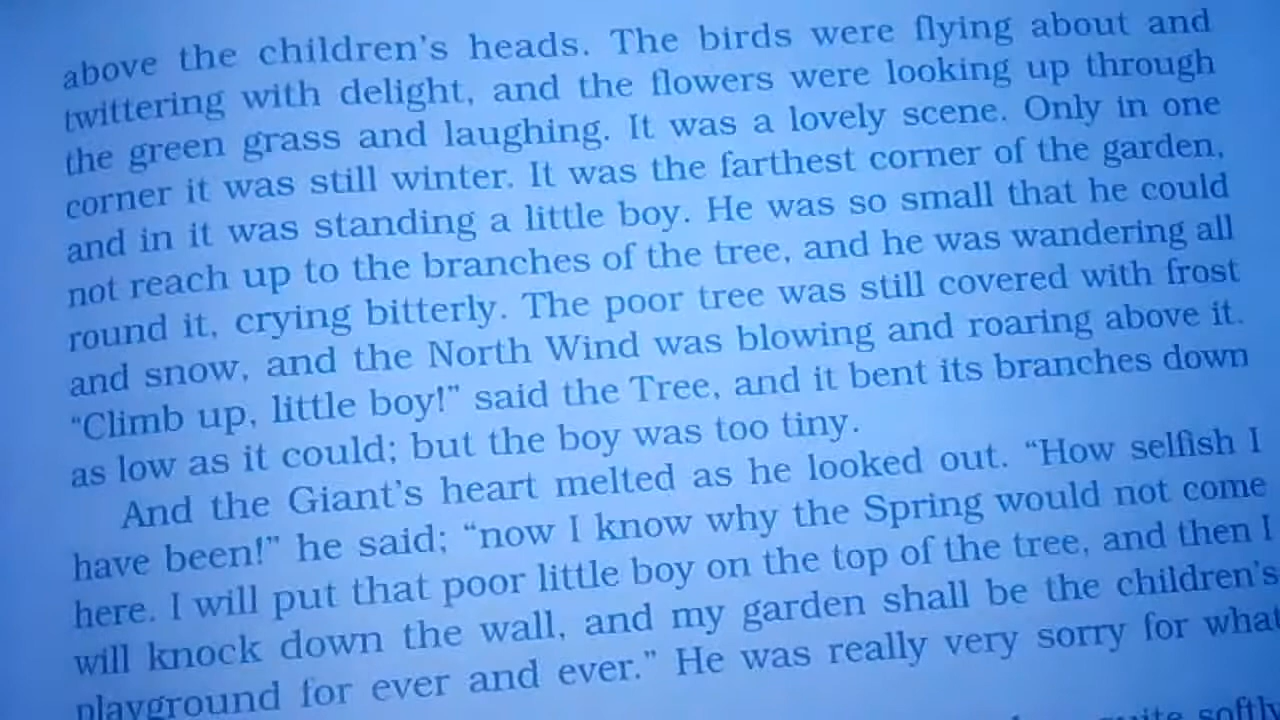 above the children's heads. The birds were flying about and
twittering with delight, and the flowers were looking up through
the green grass and laughing. It was a lovely scene. Only in one
corner it was still winter. It was the farthest corner of the garden,
and in it was standing a little boy. He was so small that he could
not reach up to the branches of the tree, and he was wandering all
round it, crying bitterly. The poor tree was still covered with frost
and snow, and the North Wind was blowing and roaring above it.
“Climb up, little boy!” said the Tree, and it bent its branches down
as low as it could; but the boy was too tiny.
And the Giant's heart melted as he looked out. “How selfish I
have been!” he said; “now I know why the Spring would not come
here. I will put that poor little boy on the top of the tree, and then I
will knock down the wall, and my garden shall be the children's
playground for ever and ever.” He was really very sorry for what
softly